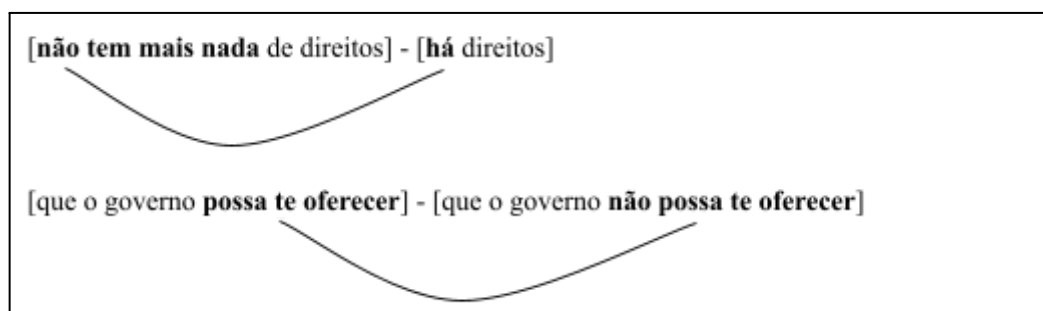 [não tem mais nada de direitos] - [há direitos]
[que o governo possa te oferecer] - [que o governo não possa te oferecer]